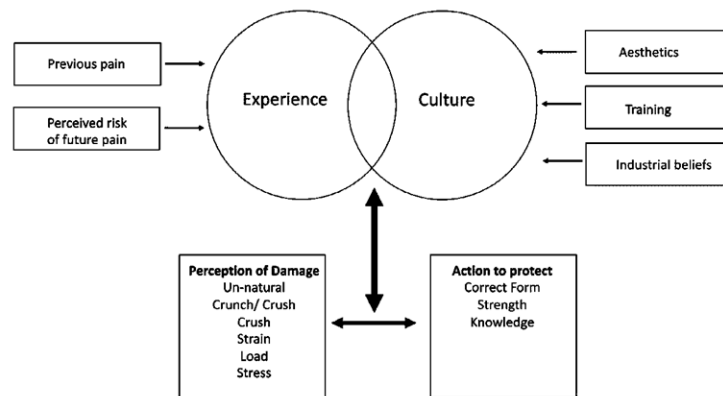 Previous pain
Perceived risk
of future pain
Experience
Culture
Aesthetics
Training
Industrial beliefs
Perception of Damage
Un-natural
Crunch/ Crush
Crush
Strain
Load
Stress
Action to protect
Correct Form
Strength
Knowledge